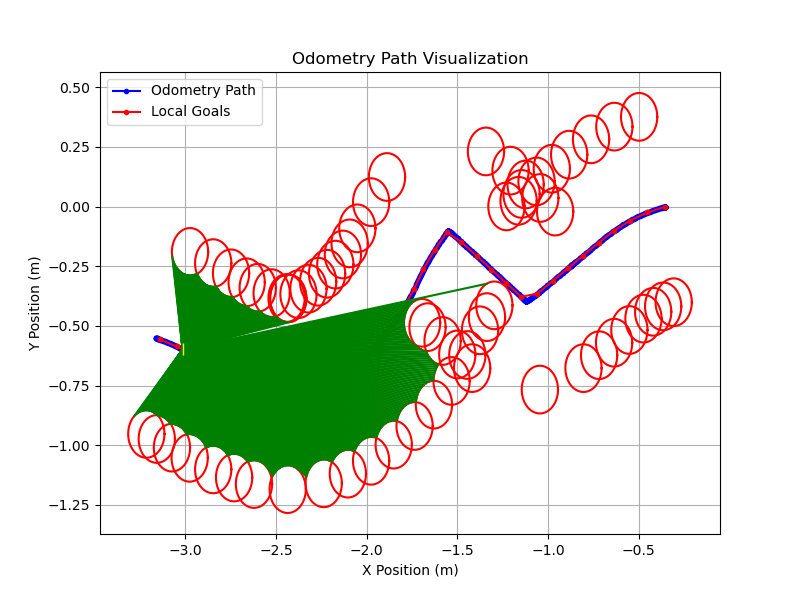 Odometry Path Visualization
Odometry Path
Local Goals
0.50
0.25
0.00
−0.25
−0.50
−0.75
−1.00
−1.25
Y Position (m)
−3.0 −2.5 −2.0 −1.5 −1.0 −0.5
X Position (m)